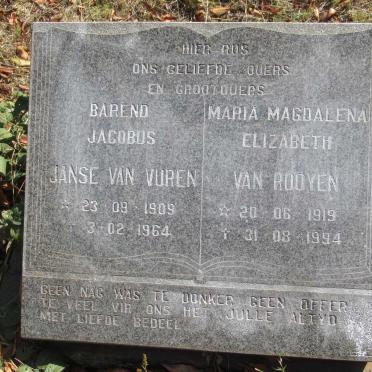 HIER RUS
ONS GELIEFDE OUERS
EN GROOTOUERS
BAREND
JACOBUS
JANSE VAN VUREN
☆ 23·09·1909
3·02·1964
MARIA MAGDALENA
ELIZABETH
VAN ROOYEN
☆ 20·06·1919
† 31·08·1994
GEEN NAG WAS TE DONKER GEEN OFFER
TE VEEL VIR ONS HET JULLE ALTYD
MET LIEFDE BEDEEL